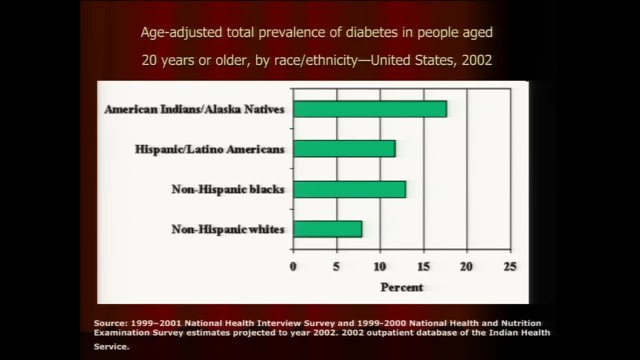 Age-adjusted total prevalence of diabetes in people aged
20 years or older, by race/ethnicity—United States, 2002
American Indians/Alaska Natives
Hispanic/Latino Americans
Non-Hispanic blacks
Non-Hispanic whites
0 5 10 15 20 25
Percent
Source: 1999–2001 National Health Interview Survey and 1999-2000 National Health and Nutrition
Examination Survey estimates projected to year 2002. 2002 outpatient database of the Indian Health
Service.